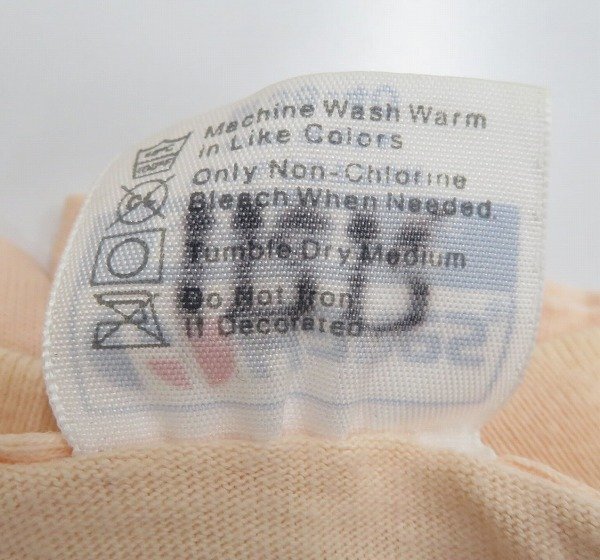 Machine Wash Warm
in Like Colors
Only Non-Chlorine
Bleach When Needed.
Tumble Dry Medium
Do Not Iron
If Decorated